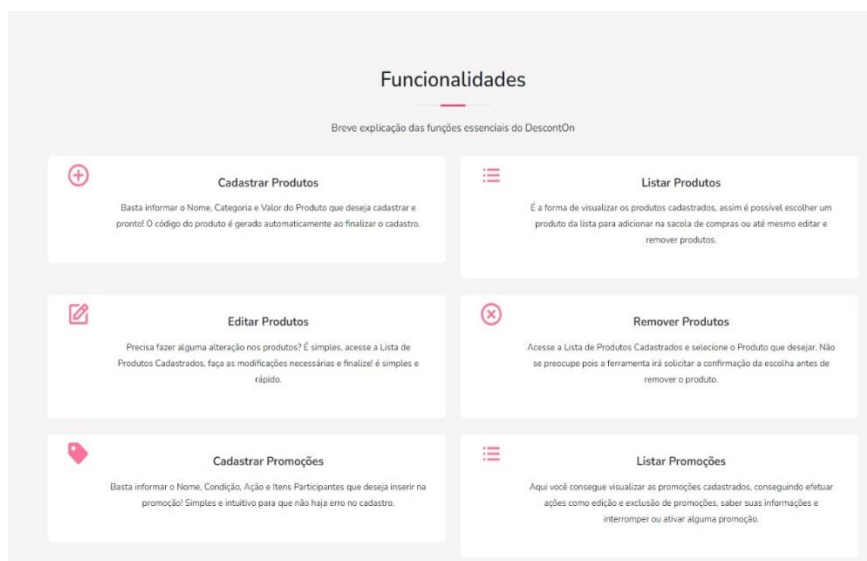 Funcionalidades
Breve explicação das funções essenciais do DescontOn
Cadastrar Produtos
Basta informar o Nome, Categoria e Valor do Produto que deseja cadastrar e
pronto! O código do produto é gerado automaticamente ao finalizar o cadastro.
Listar Produtos
É a forma de visualizar os produtos cadastrados, assim é possível escolher um
produto da lista para adicionar na sacola de compras ou até mesmo editar e
remover produtos.
Editar Produtos
Precisa fazer alguma alteração nos produtos? É simples, acesse a Lista de
Produtos Cadastrados, faça as modificações necessárias e finalize! é simples e
rápido.
Remover Produtos
Acesse a Lista de Produtos Cadastrados e selecione o Produto que desejar. Não
se preocupe pois a ferramenta irá solicitar a confirmação da escolha antes de
remover o produto.
Cadastrar Promoções
Basta informar o Nome, Condição, Ação e Itens Participantes que deseja inserir na
promoção! Simples e intuitivo para que não haja erro no cadastro.
Listar Promoções
Aqui você consegue visualizar as promoções cadastrados, conseguindo efetuar
ações como edição e exclusão de promoções, saber suas informações e
interromper ou ativar alguma promoção.